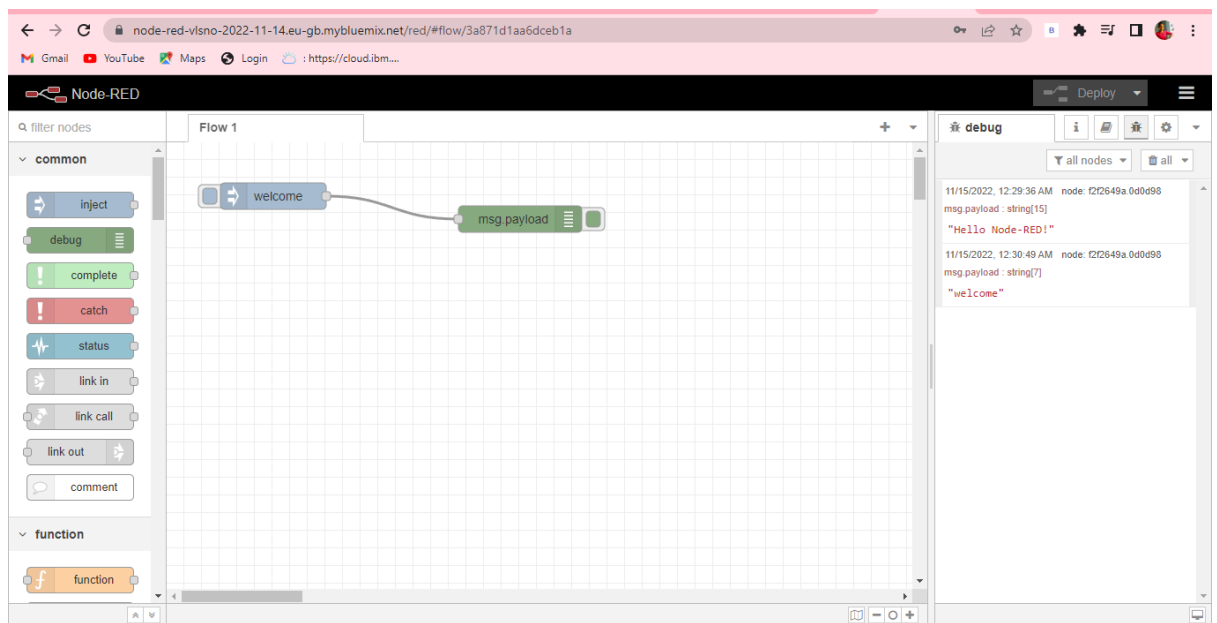 node-red-vlsno-2022-11-14.eu-gb.mybluemix.net/red/#flow/3a871d1aa6dceb1a
B
Gmail YouTube Maps Login : https://cloud.ibm....
Node-RED Deploy
filter nodes Flow 1 debug i
common all nodes all
inject
debug
complete
catch
status
link in
link call
link out
comment
function
function
welcome
msg.payload
11/15/2022, 12:29:36 AM node: f2f2649a.0d0d98
msg.payload : string[15]
"Hello Node-RED!"
11/15/2022, 12:30:49 AM node: f2f2649a.0d0d98
msg.payload : string[7]
"welcome"